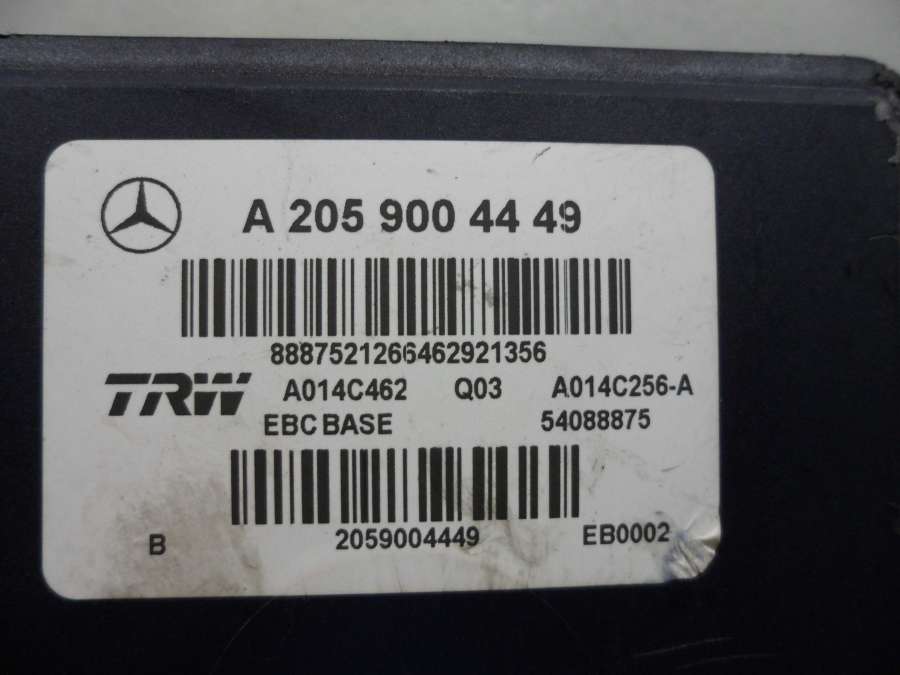 A 205 900 44 49
8887521266462921356
TRW A014C462 Q03 A014C256-A
EBC BASE 54088875
2059004449
B EB0002